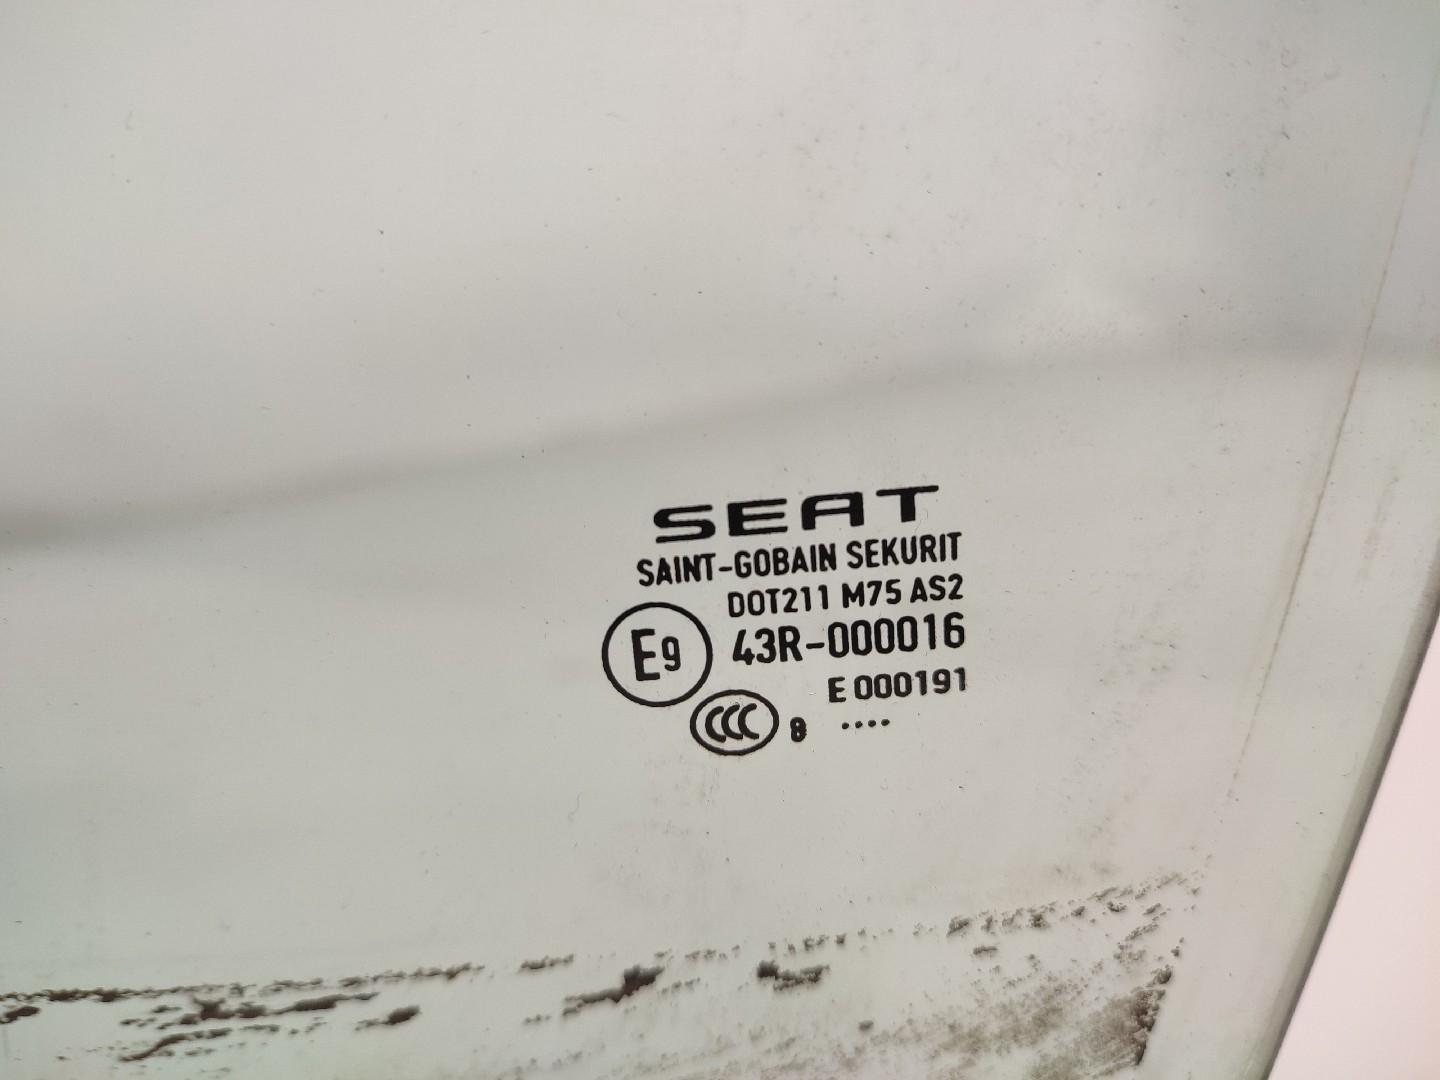 SEAT
SAINT-GOBAIN SEKURIT
DOT211 M75 AS2
E9 43R-000016
E 000191
CCC 8 ....